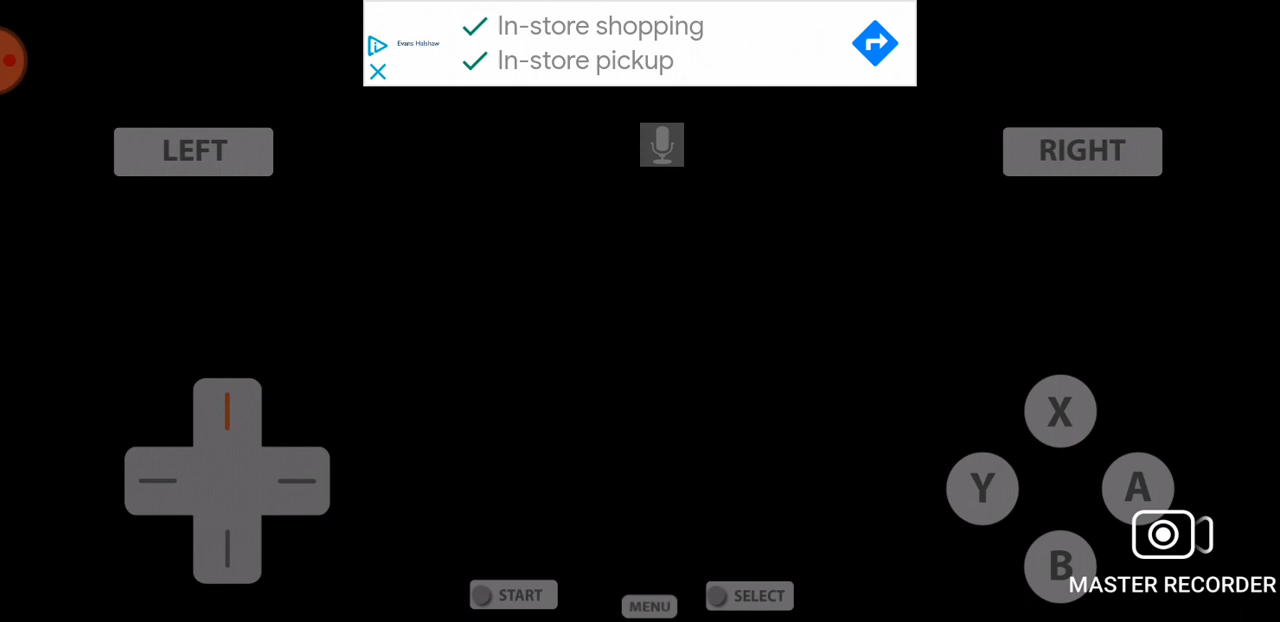 In-store shopping
Evans Halshaw
In-store pickup
LEFT
RIGHT
X
Y
A
B
MASTER RECORDER
START
SELECT
MENU